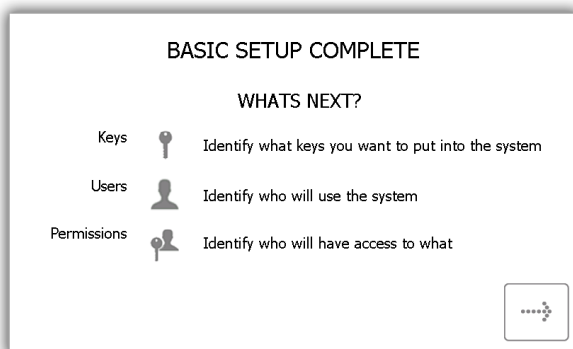 BASIC SETUP COMPLETE
WHATS NEXT?
Keys Identify what keys you want to put into the system
Users Identify who will use the system
Permissions Identify who will have access to what